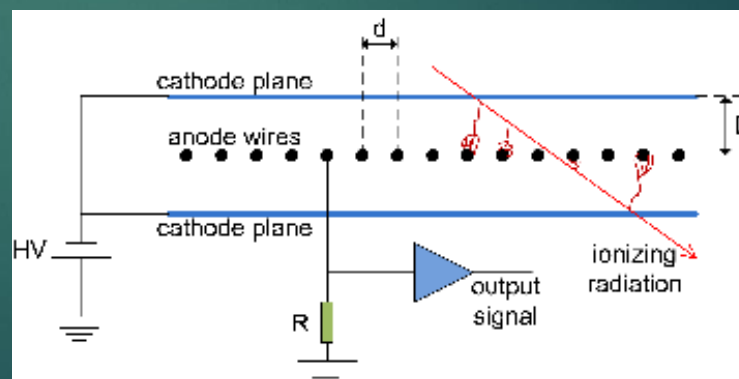 d
cathode plane
anode wires
cathode plane
HV
ionizing
radiation
output
signal
R